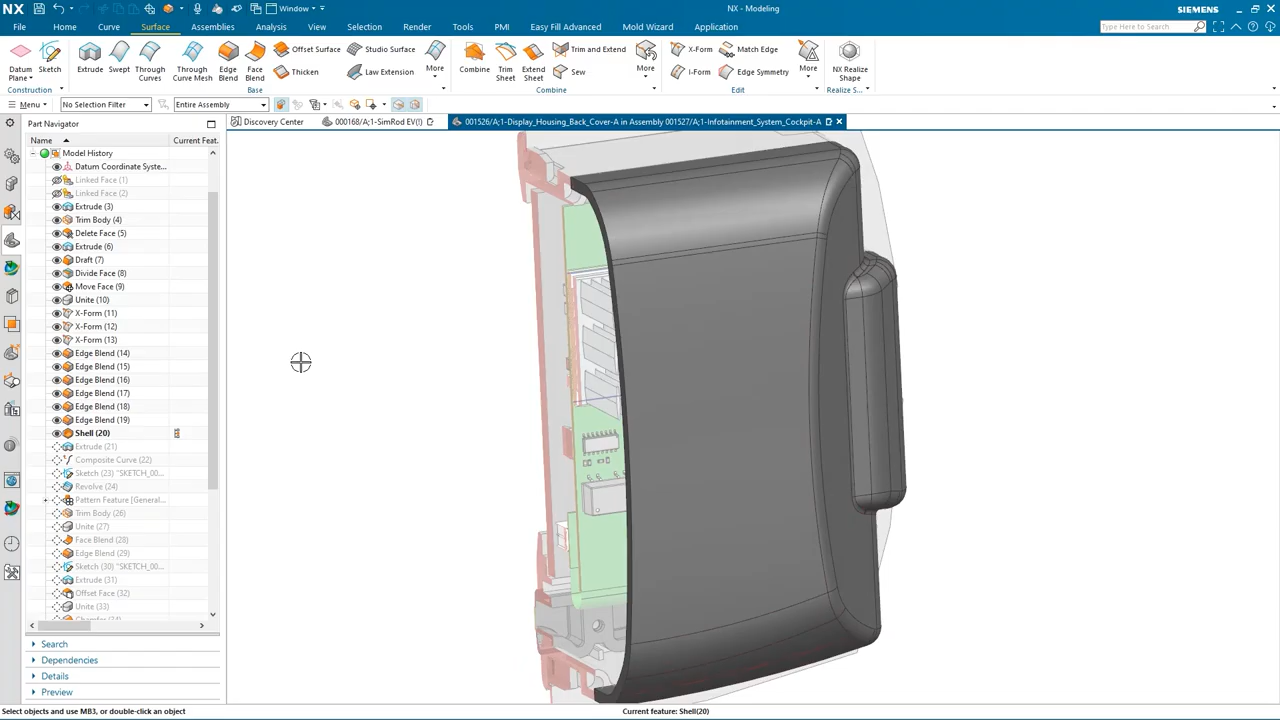 NX
Window
NX - Modeling
SIEMENS
File Home Curve Surface Assemblies Analysis View Selection Render Tools PMI Easy Fill Advanced Mold Wizard Application
Type Here to Search
Datum Plane
Sketch
Extrude
Swept
Through Curves
Through Curve Mesh
Edge Blend
Face Blend
Offset Surface
Thicken
Studio Surface
Law Extension
More
Combine
Trim Sheet
Extend Sheet
Trim and Extend
Sew
More
X-Form
I-Form
Match Edge
Edge Symmetry
More
NX Realize Shape
Construction
Base
Combine
Edit
Realize S...
Menu
No Selection Filter
Entire Assembly
Part Navigator
Discovery Center
000168/A;1-SimRod EV(!)
001526/A;1-Display_Housing_Back_Cover-A in Assembly 001527/A;1-Infotainment_System_Cockpit-A
Name Current Feat.
Model History
Datum Coordinate Syste...
Linked Face (1)
Linked Face (2)
Extrude (3)
Trim Body (4)
Delete Face (5)
Extrude (6)
Draft (7)
Divide Face (8)
Move Face (9)
Unite (10)
X-Form (11)
X-Form (12)
X-Form (13)
Edge Blend (14)
Edge Blend (15)
Edge Blend (16)
Edge Blend (17)
Edge Blend (18)
Edge Blend (19)
Shell (20)
Extrude (21)
Composite Curve (22)
Sketch (23) "SKETCH_00...
Revolve (24)
Pattern Feature [General...
Trim Body (26)
Unite (27)
Face Blend (28)
Edge Blend (29)
Sketch (30) "SKETCH_00...
Extrude (31)
Offset Face (32)
Unite (33)
Search
Dependencies
Details
Preview
Select objects and use MB3, or double-click an object
Current feature: Shell(20)